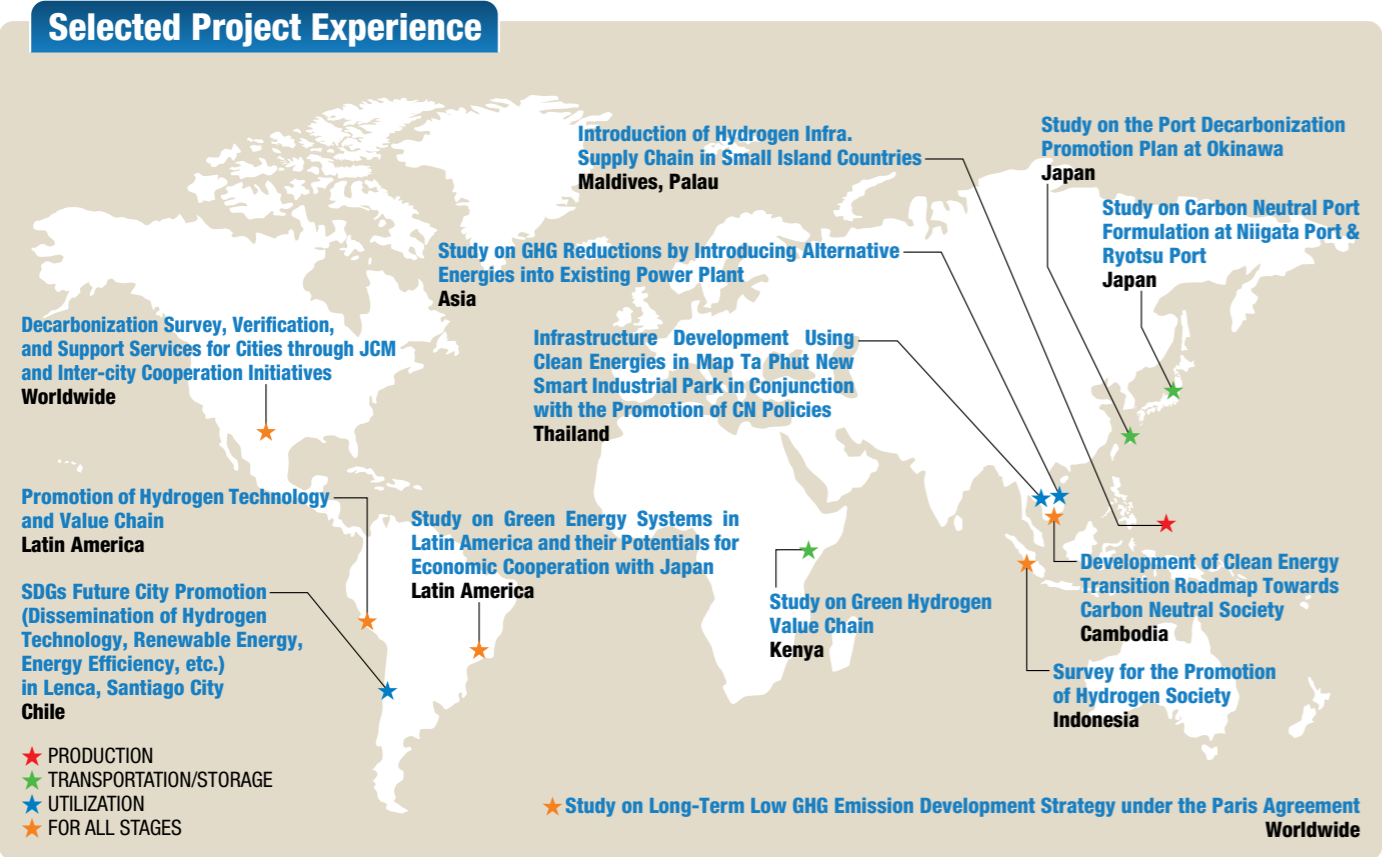 Selected Project Experience
Introduction of Hydrogen Infra.
Supply Chain in Small Island Countries
Maldives, Palau
Study on the Port Decarbonization
Promotion Plan at Okinawa
Japan
Study on Carbon Neutral Port
Formulation at Niigata Port &
Ryotsu Port
Japan
Study on GHG Reductions by Introducing Alternative
Energies into Existing Power Plant
Asia
Decarbonization Survey, Verification,
and Support Services for Cities through JCM
and Inter-city Cooperation Initiatives
Worldwide
Infrastructure Development Using
Clean Energies in Map Ta Phut New
Smart Industrial Park in Conjunction
with the Promotion of CN Policies
Thailand
Promotion of Hydrogen Technology
and Value Chain
Latin America
Study on Green Energy Systems in
Latin America and their Potentials for
Economic Cooperation with Japan
Latin America
SDGs Future City Promotion
(Dissemination of Hydrogen
Technology, Renewable Energy,
Energy Efficiency, etc.)
in Lenca, Santiago City
Chile
Study on Green Hydrogen
Value Chain
Kenya
Development of Clean Energy
Transition Roadmap Towards
Carbon Neutral Society
Cambodia
Survey for the Promotion
of Hydrogen Society
Indonesia
PRODUCTION
TRANSPORTATION/STORAGE
UTILIZATION
FOR ALL STAGES
Study on Long-Term Low GHG Emission Development Strategy under the Paris Agreement
Worldwide